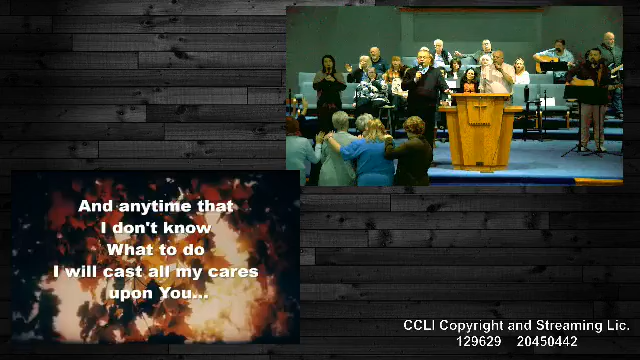 And anytime that
I don't know
What to do
I will cast all my cares
upon You...
CCLI Copyright and Streaming Lic.
129629 20450442